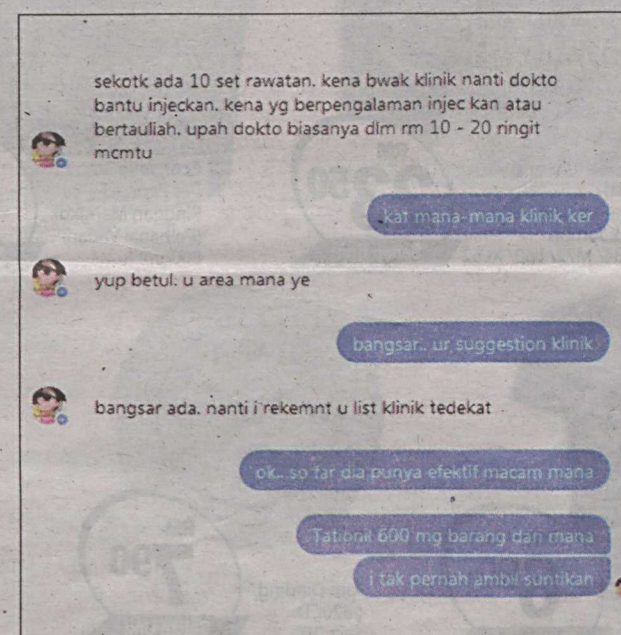 sekotk ada 10 set rawatan. kena bwak klinik nanti dokto
bantu injeckan. kena yg berpengalaman injec kan atau
bertauliah. upah dokto biasanya dlm rm 10 - 20 ringit
mcmtu
kat mana-mana klinik ker
yup betul. u area mana ye
bangsar.. ur suggestion klinik
bangsar ada. nanti i rekemnt u list klinik tedekat
ok.. so far dia punya efektif macam mana
Tationil 600 mg barang dari mana
i tak pernah ambil suntikan